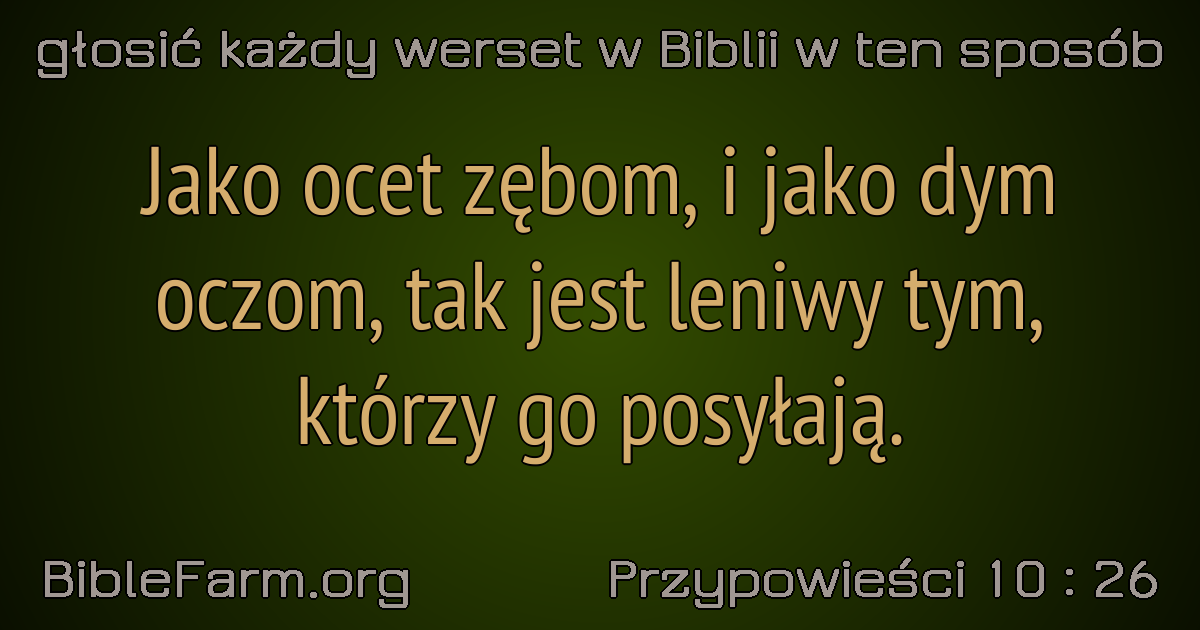 głosić każdy werset w Biblii w ten sposób
Jako ocet zębom, i jako dym
oczom, tak jest leniwy tym,
którzy go posyłają.
BibleFarm.org
Przypowieści 10 : 26